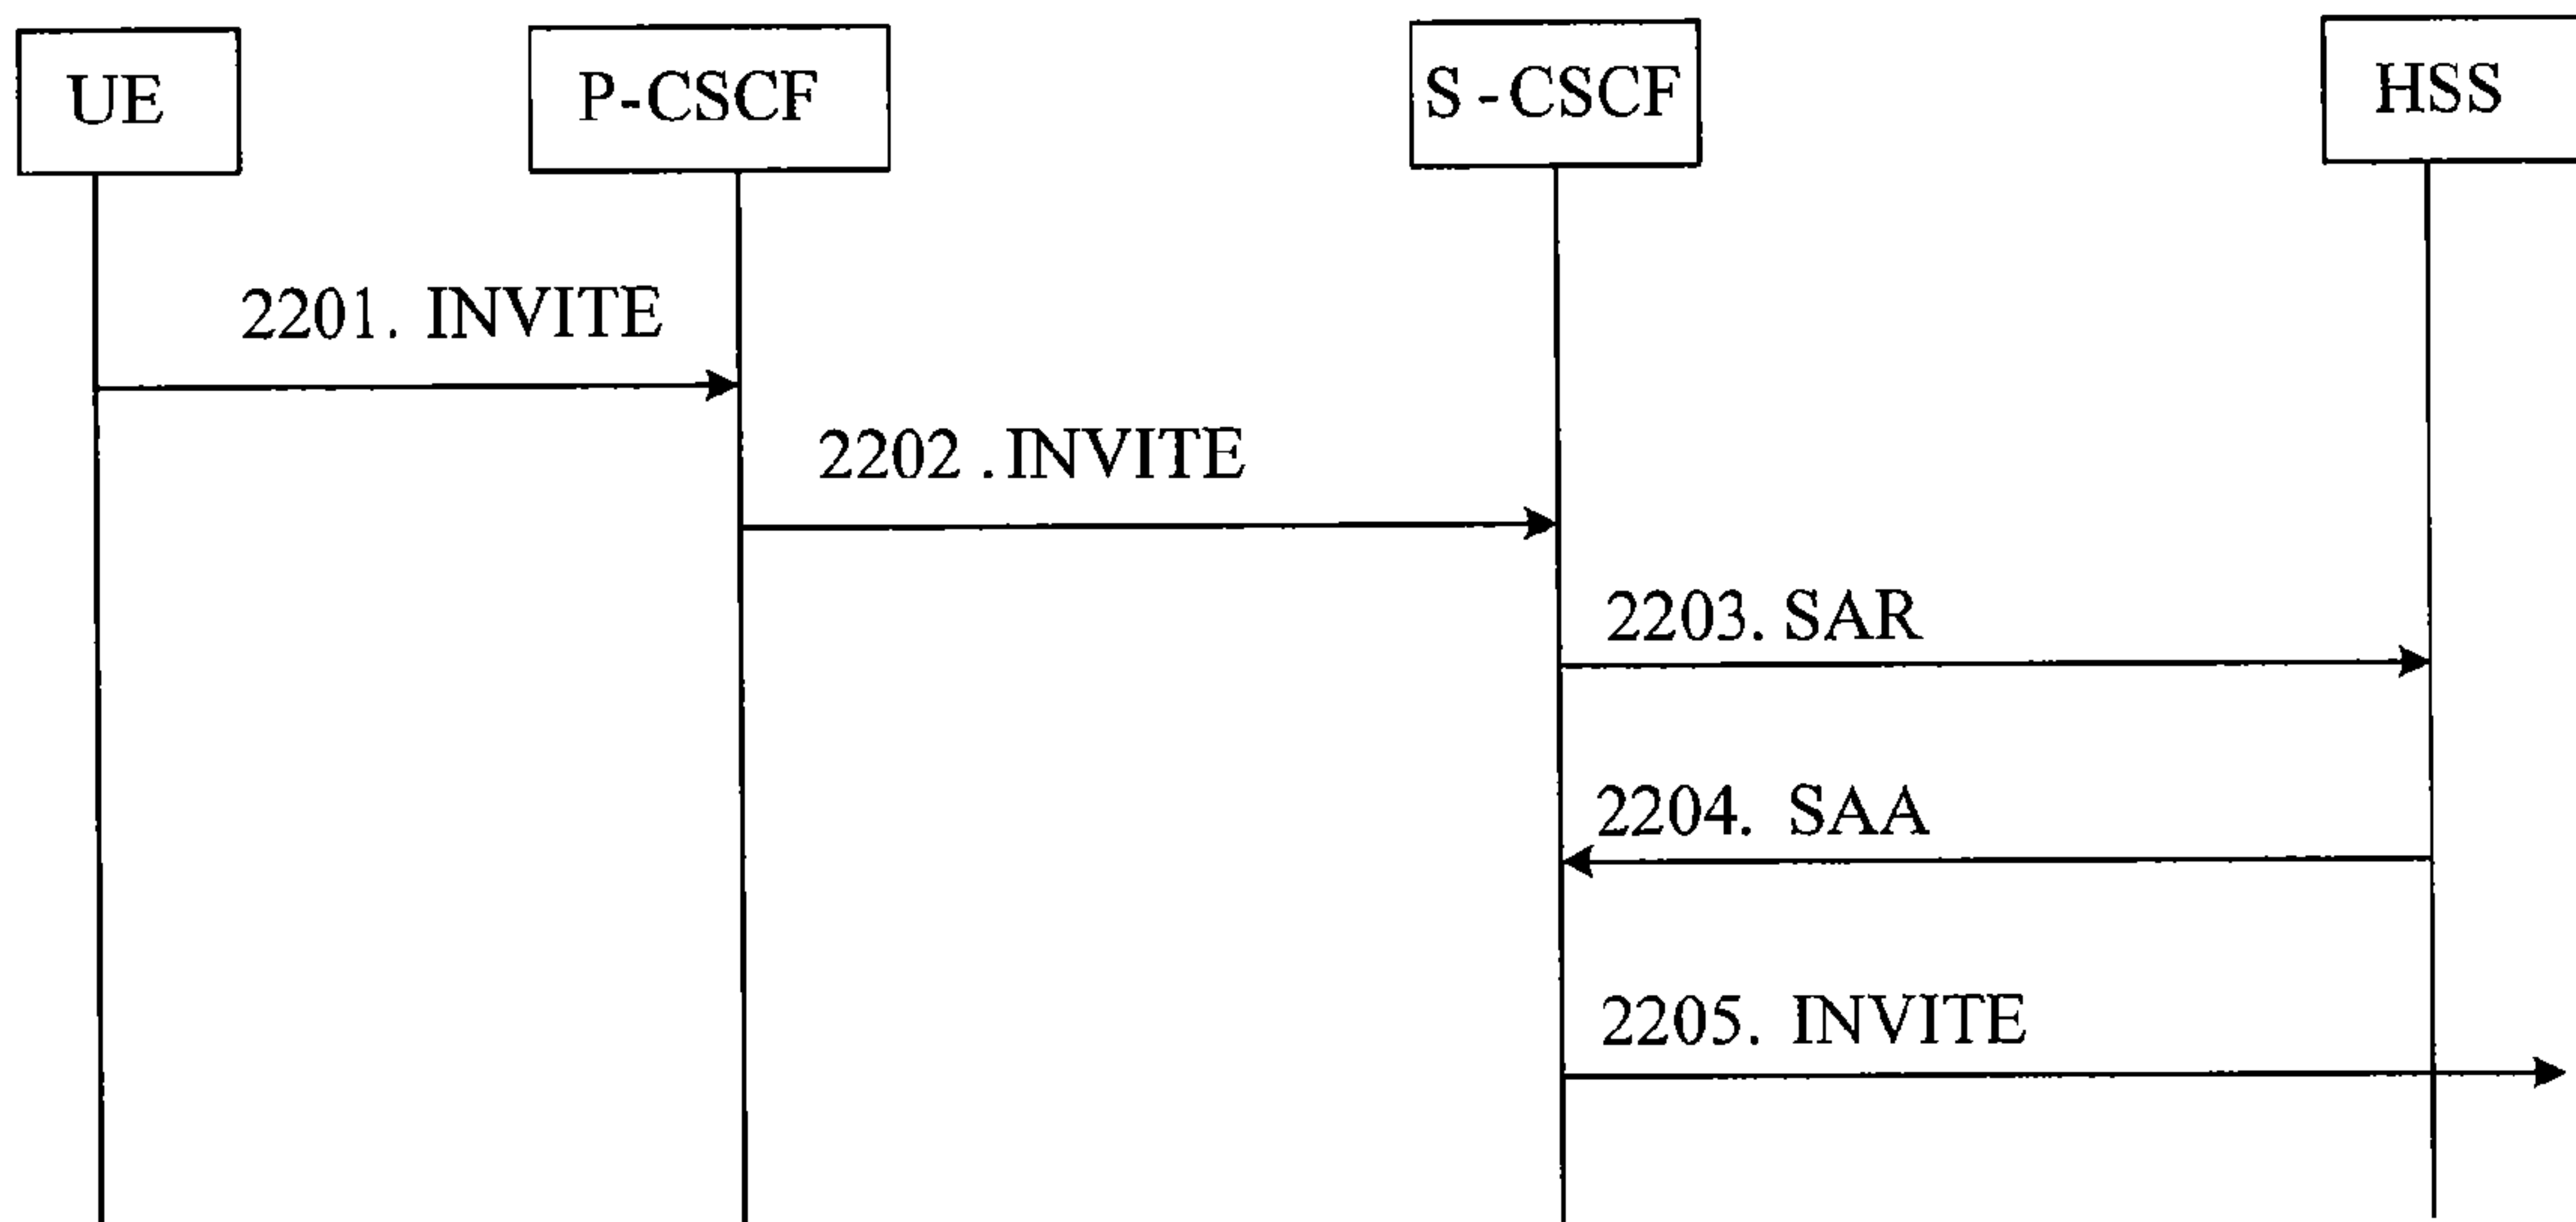 UE
P-CSCF
S-CSCF
HSS
2201. INVITE
2202 . INVITE
2203. SAR
2204. SAA
2205. INVITE